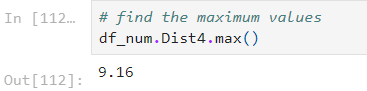 In [112…
# find the maximum values
df_num.Dist4.max()
Out[112]:
9.16